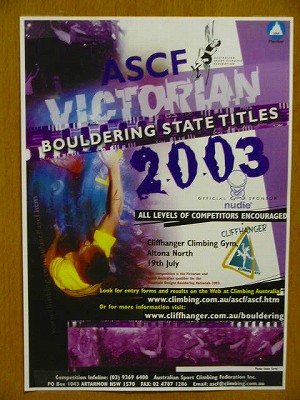 AUSTRALIAN
SPORT CLIMBING
FEDERATION
ASCF
VICTORIAN
BOULDERING STATE TITLES
2003
OFFICIAL SPONSOR
nudie
ALL LEVELS OF COMPETITORS ENCOURAGED
CLIFFHANGER
Cliffhanger Climbing Gym,
Altona North
19th July
Look for entry forms and results on the Web at Climbing Australia:
www.climbing.com.au/ascf/ascf.htm
Or for more information visit:
www.cliffhanger.com.au/bouldering
Competition Infoline: (03) 9369 6400 Australian Sport Climbing Federation Inc.
PO Box 1043 ARTARMON NSW 1570 FAX: 02 4787 1286 Email: ascf@climbing.com.au